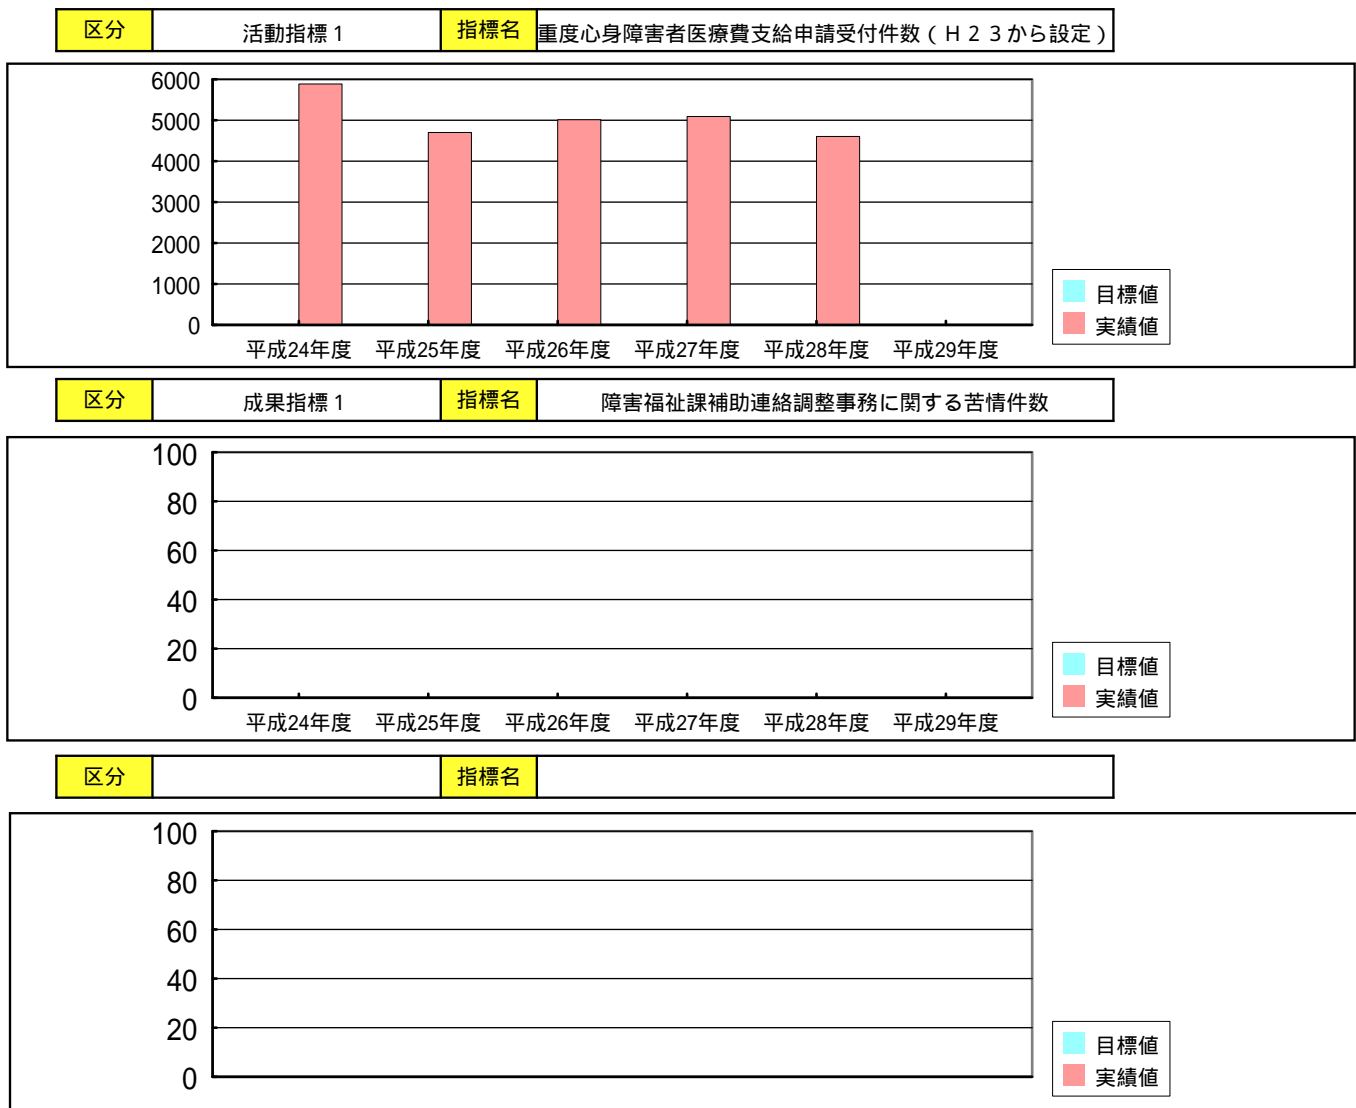 区分 活動指標１ 指標名 重度心身障害者医療費支給申請受付件数（Ｈ２３から設定）
6000
5000
4000
3000
2000
1000
0
平成24年度 平成25年度 平成26年度 平成27年度 平成28年度 平成29年度
目標値
実績値
区分 成果指標１ 指標名 障害福祉課補助連絡調整事務に関する苦情件数
100
80
60
40
20
0
平成24年度 平成25年度 平成26年度 平成27年度 平成28年度 平成29年度
目標値
実績値
区分 指標名
100
80
60
40
20
0
目標値
実績値